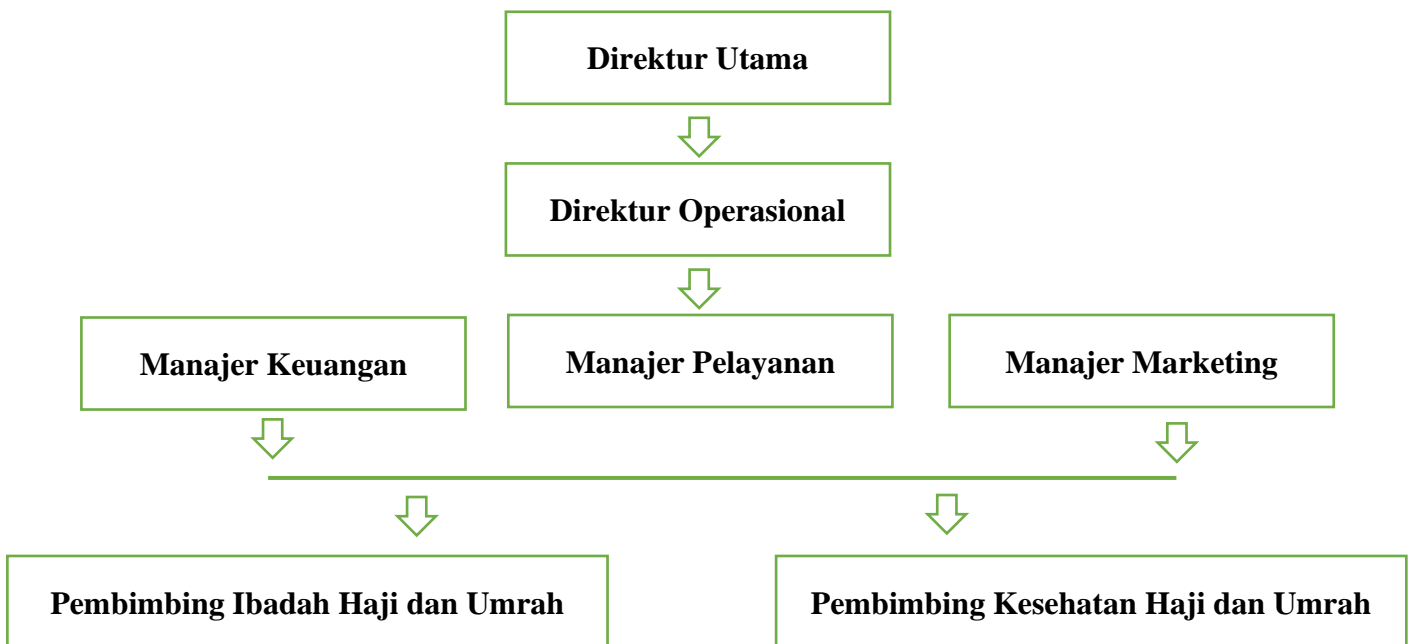 Direktur Utama
Direktur Operasional
Manajer Keuangan
Manajer Pelayanan
Manajer Marketing
Pembimbing Ibadah Haji dan Umrah
Pembimbing Kesehatan Haji dan Umrah